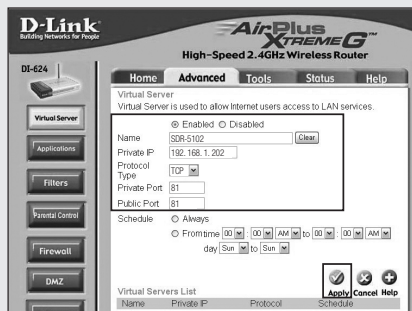 D-Link
Building Networks for People
AirPlus
XTREME G™
High-Speed 2.4GHz Wireless Router
DI-624
Home Advanced Tools Status Help
Virtual Server
Virtual Server is used to allow Internet users access to LAN services.
Enabled Disabled
Name SDR-5102 Clear
Private IP 192.168.1.202
Protocol Type TCP
Private Port 81
Public Port 81
Schedule Always
From time 00 : 00 AM to 00 : 00 AM
day Sun to Sun
Apply Cancel Help
Virtual Servers List
Name Private IP Protocol Schedule
Virtual Server
Applications
Filters
Parental Control
Firewall
DMZ